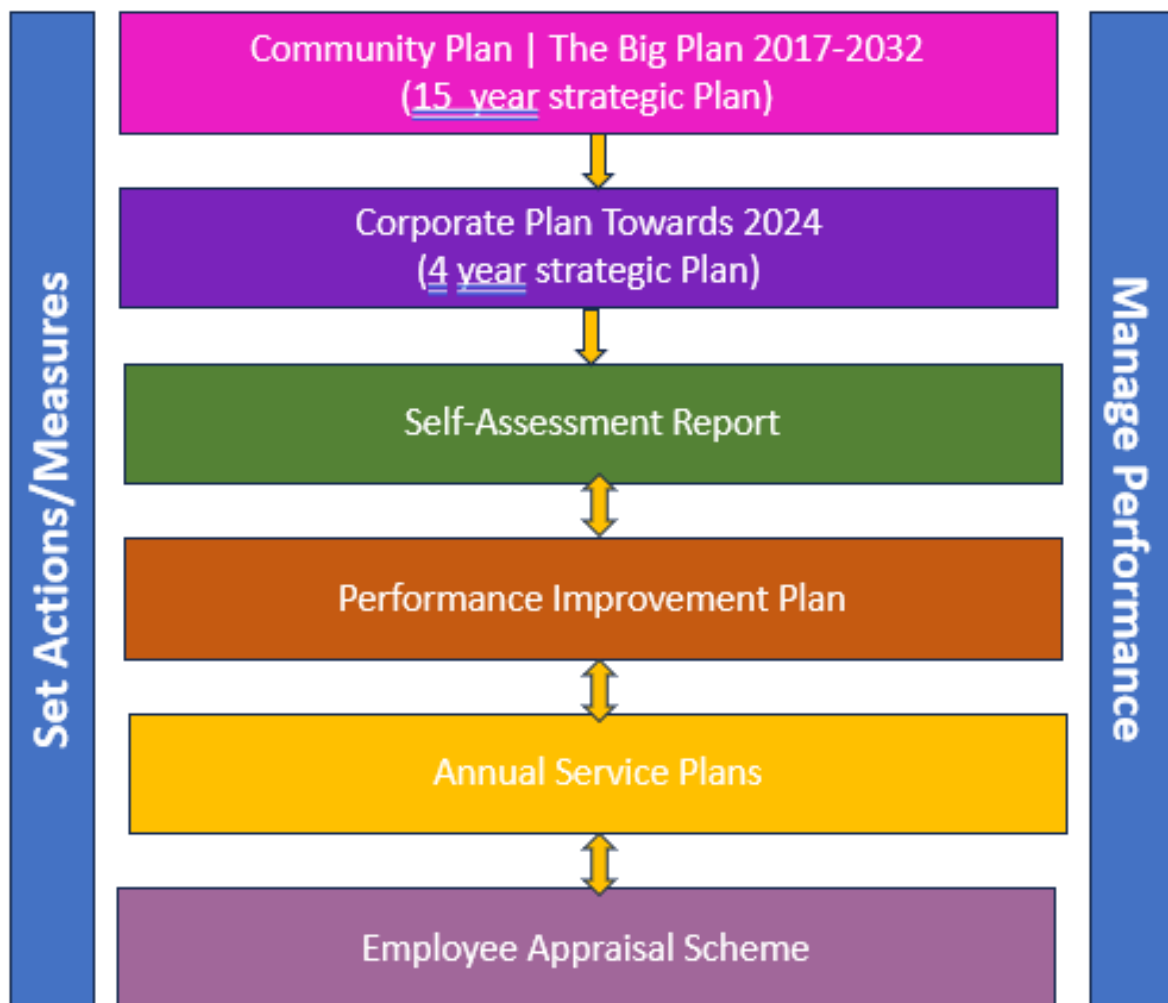 Set Actions/Measures
Community Plan | The Big Plan 2017-2032
(15 year strategic Plan)
Corporate Plan Towards 2024
(4 year strategic Plan)
Self-Assessment Report
Performance Improvement Plan
Annual Service Plans
Employee Appraisal Scheme
Manage Performance